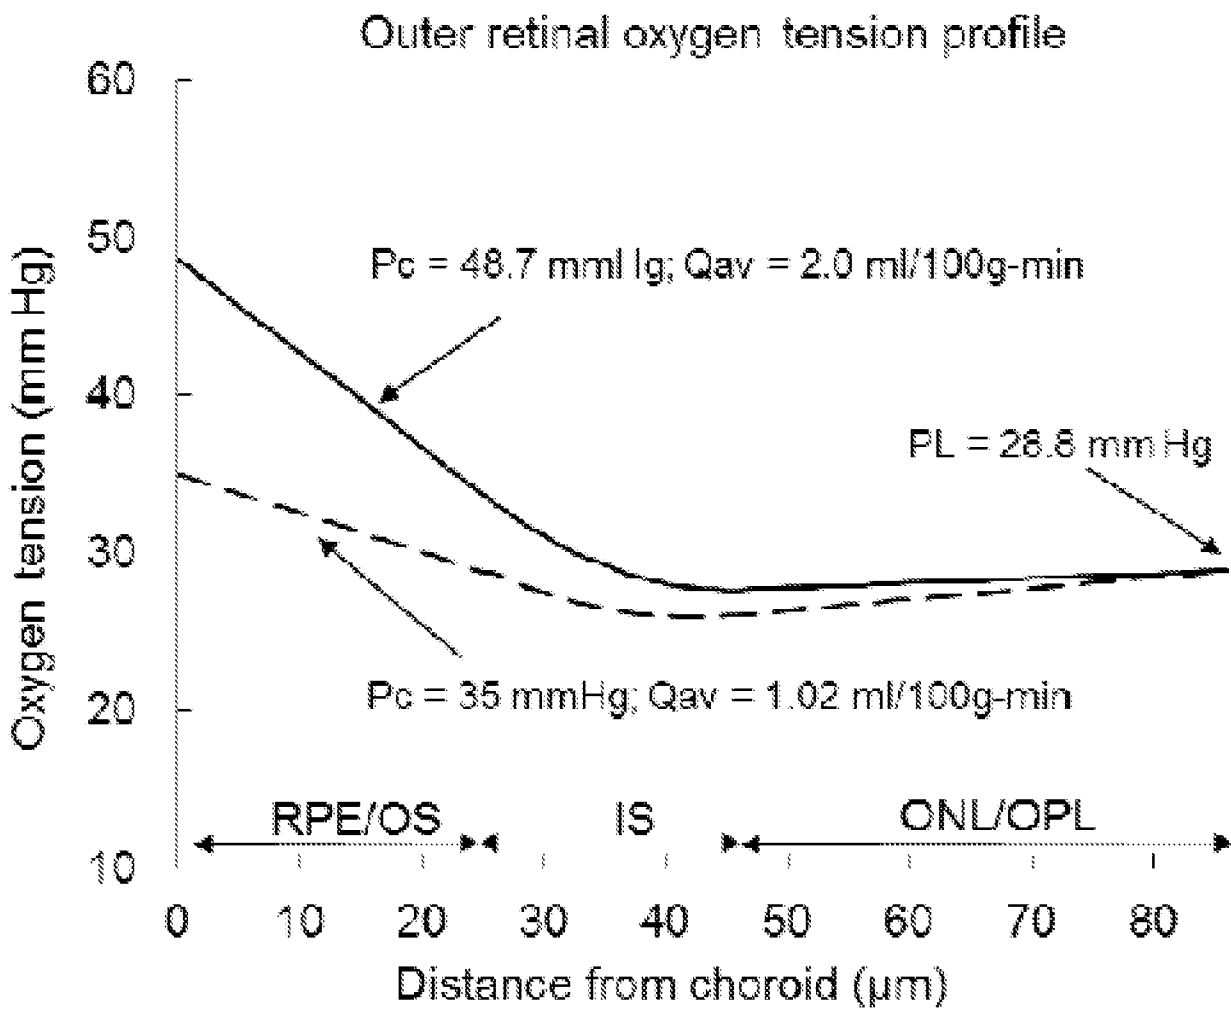 Outer retinal oxygen tension profile
60
50
40
30
20
10
Oxygen tension (mm Hg)
Pc = 48.7 mml Ig; Qav = 2.0 ml/100g-min
PL = 28.8 mm Hg
Pc = 35 mmHg; Qav = 1.02 ml/100g-min
RPE/OS IS ONL/OPL
0 10 20 30 40 50 60 70 80
Distance from choroid (µm)